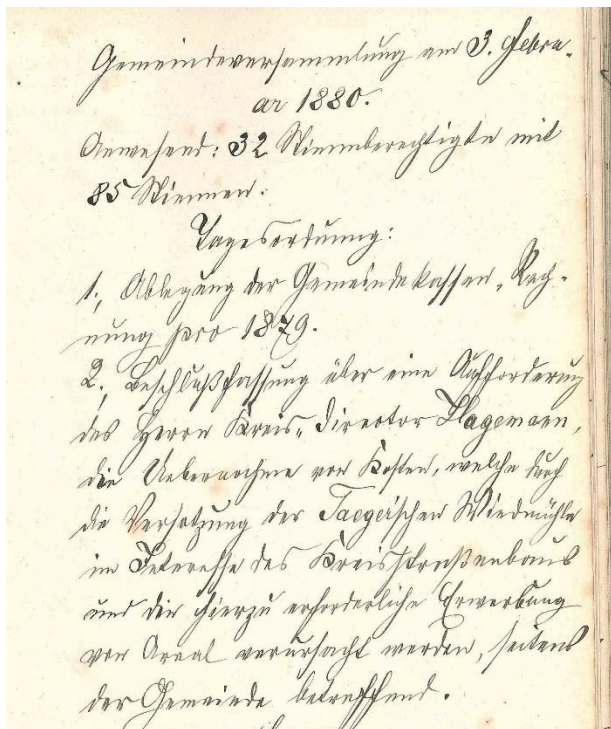 Gemeindeversammlung am 3. Febru-
ar 1880.
Anwesend: 32 Stimmberechtigte mit
85 Stimmen.
Tagesordnung:
1., Ablegung der Gemeindekassen-Rech-
nung pro 1879.
2., Beschlußfassung über eine Aufforderung
des Herrn Kreis-Director Hagemann,
die Uebernahme von Kosten, welche durch
die Versetzung der Jaeger'schen Windmühle
im Interesse des Kreisstraßenbaus
und die hierzu erforderliche Erwerbung
von Areal verursacht werden, seitens
der Gemeinde betreffend.